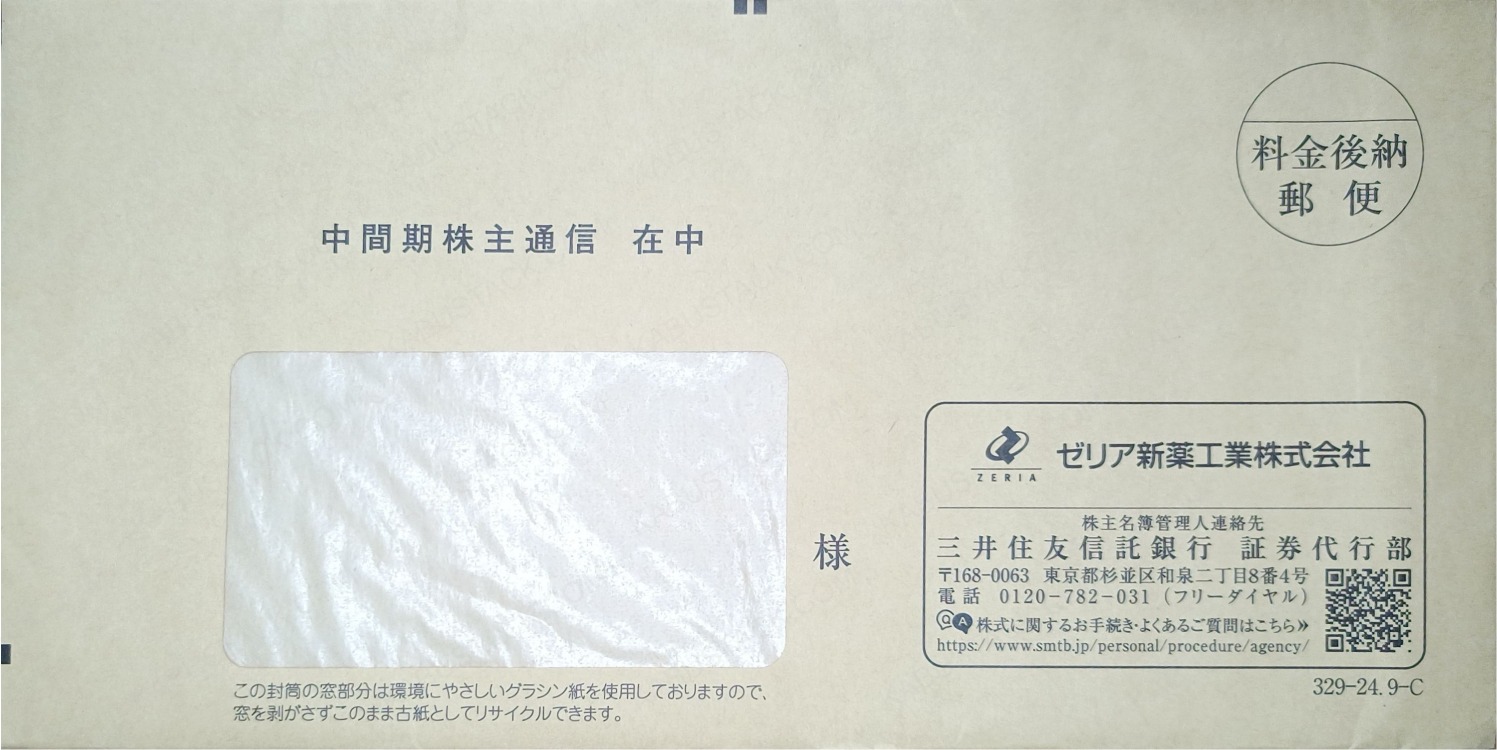 料金後納
郵便
中間期株主通信 在中
様
ZERIA
ゼリア新薬工業株式会社
株主名簿管理人連絡先
三井住友信託銀行 証券代行部
〒168-0063 東京都杉並区和泉二丁目8番4号
電話 0120-782-031（フリーダイヤル）
Q A 株式に関するお手続き・よくあるご質問はこちら»
https://www.smtb.jp/personal/procedure/agency/
329-24.9-C
この封筒の窓部分は環境にやさしいグラシン紙を使用しておりますので、
窓を剥がさずこのまま古紙としてリサイクルできます。